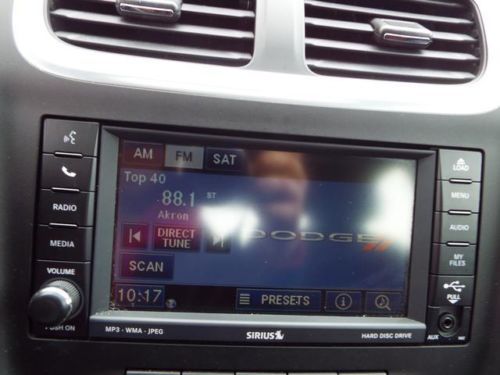 AM FM SAT
Top 40
88.1 ST
Akron
DIRECT
TUNE
DODGE
SCAN
10:17
PRESETS
RADIO
MEDIA
VOLUME
PUSH ON
LOAD
MENU
AUDIO
MY
FILES
PULL
AUX
MP3 - WMA - JPEG
SIRIUS
HARD DISC DRIVE